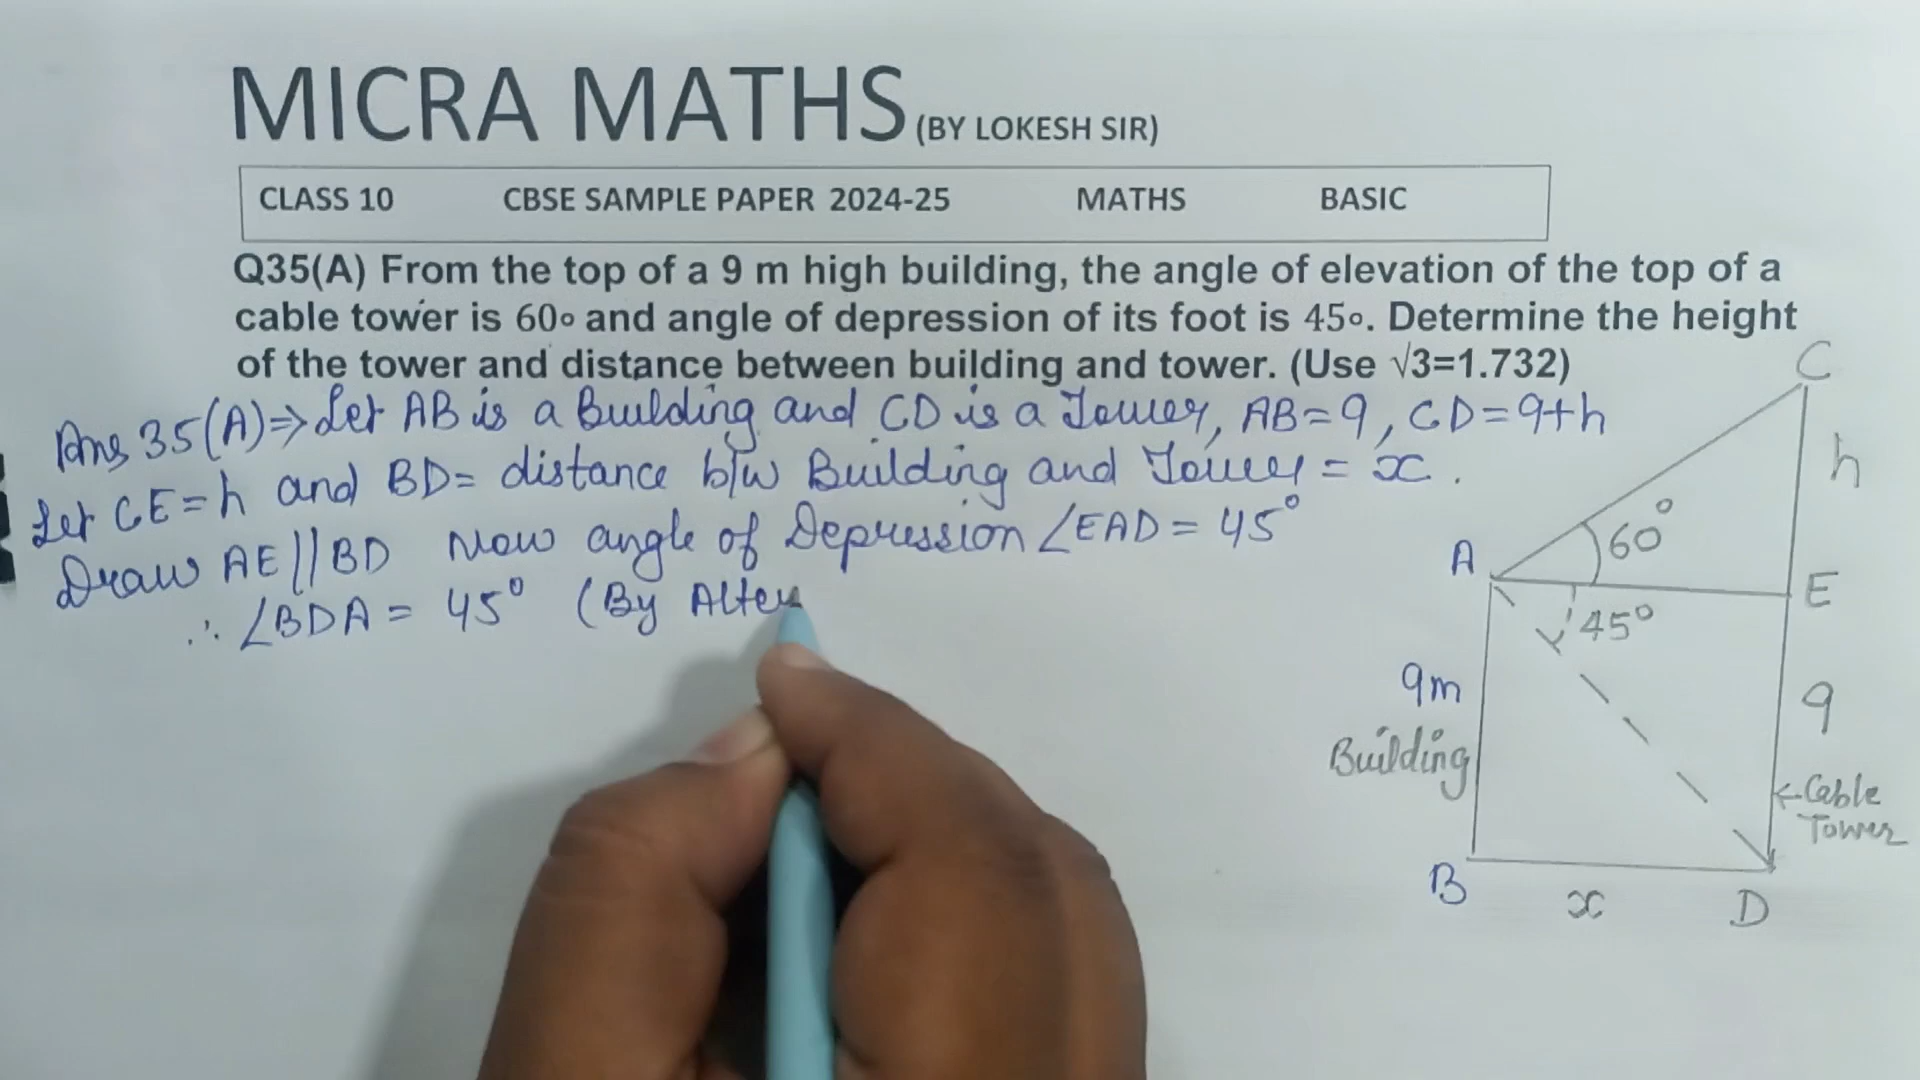 MICRA MATHS (BY LOKESH SIR)
CLASS 10 CBSE SAMPLE PAPER 2024-25 MATHS BASIC
Q35(A) From the top of a 9 m high building, the angle of elevation of the top of a
cable tower is 60∘ and angle of depression of its foot is 45∘. Determine the height
of the tower and distance between building and tower. (Use √3=1.732)
Ans 35(A)⇒ Let AB is a Building and CD is a Tower, AB=9, CD=9+h
Let CE=h and BD= distance b/w Building and Tower = x.
Draw AE||BD Now angle of Depression ∠EAD = 45°
∴ ∠BDA = 45° (By Alter
C
h
60°
A
E
45°
9m
9
Building
←Cable
Tower
B
x
D